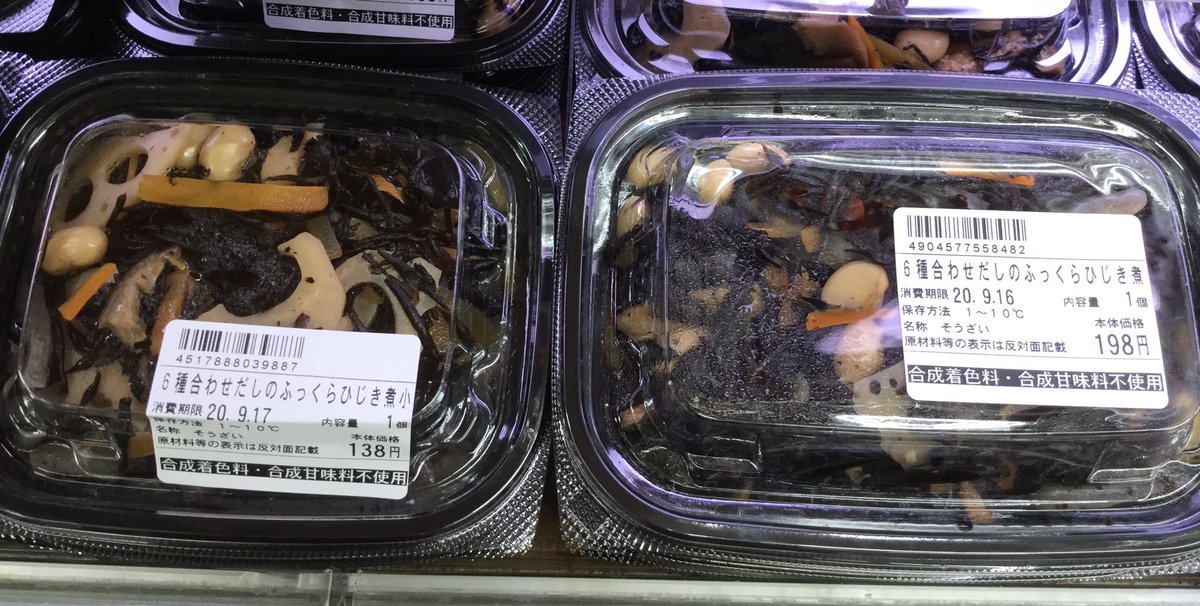 合成着色料・合成甘味料不使用
4517888039887
6種合わせだしのふっくらひじき煮小
消費期限 20.9.17 内容量 1個
保存方法 1〜10℃
名称 そうざい 本体価格
原材料等の表示は反対面記載 138円
合成着色料・合成甘味料不使用
4904577558482
6種合わせだしのふっくらひじき煮
消費期限 20.9.16 内容量 1個
保存方法 1〜10℃
名称 そうざい 本体価格
原材料等の表示は反対面記載 198円
合成着色料・合成甘味料不使用